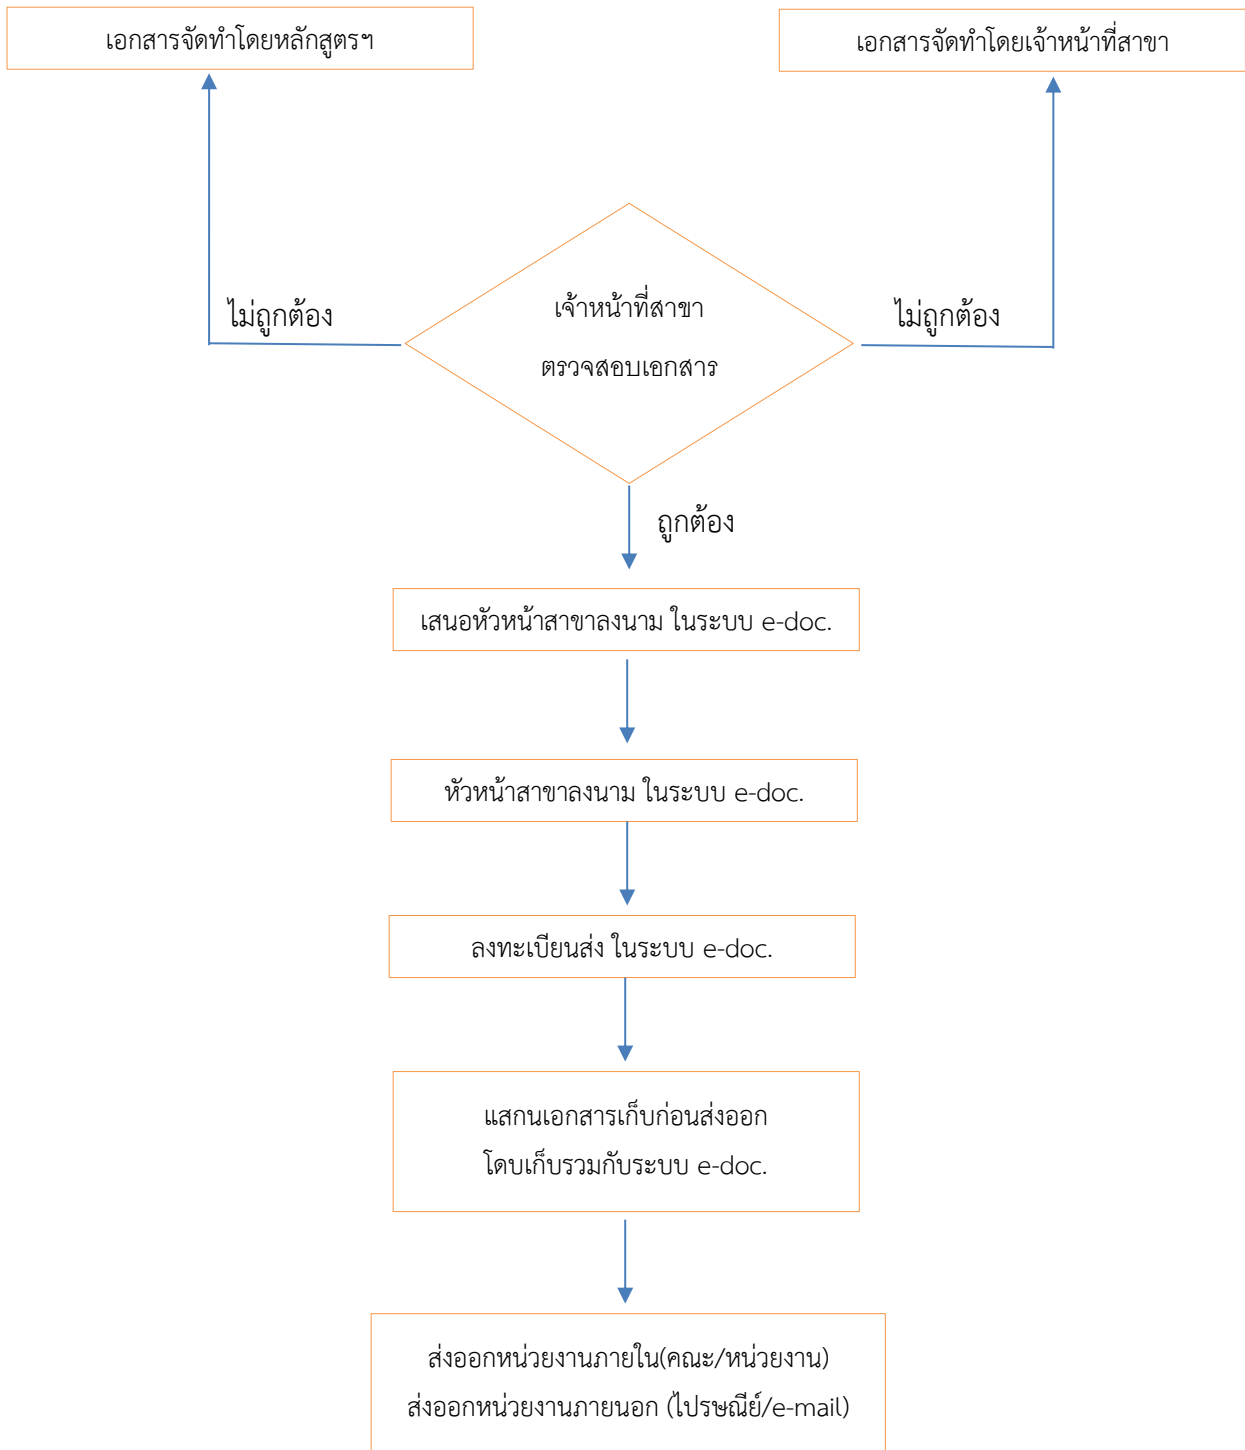 เอกสารจัดทำโดยหลักสูตรฯ
เอกสารจัดทำโดยเจ้าหน้าที่สาขา
ไม่ถูกต้อง
เจ้าหน้าที่สาขา
ตรวจสอบเอกสาร
ไม่ถูกต้อง
ถูกต้อง
เสนอหัวหน้าสาขาลงนาม ในระบบ e-doc.
หัวหน้าสาขาลงนาม ในระบบ e-doc.
ลงทะเบียนส่ง ในระบบ e-doc.
แสกนเอกสารเก็บก่อนส่งออก
โดบเก็บรวมกับระบบ e-doc.
ส่งออกหน่วยงานภายใน(คณะ/หน่วยงาน)
ส่งออกหน่วยงานภายนอก (ไปรษณีย์/e-mail)